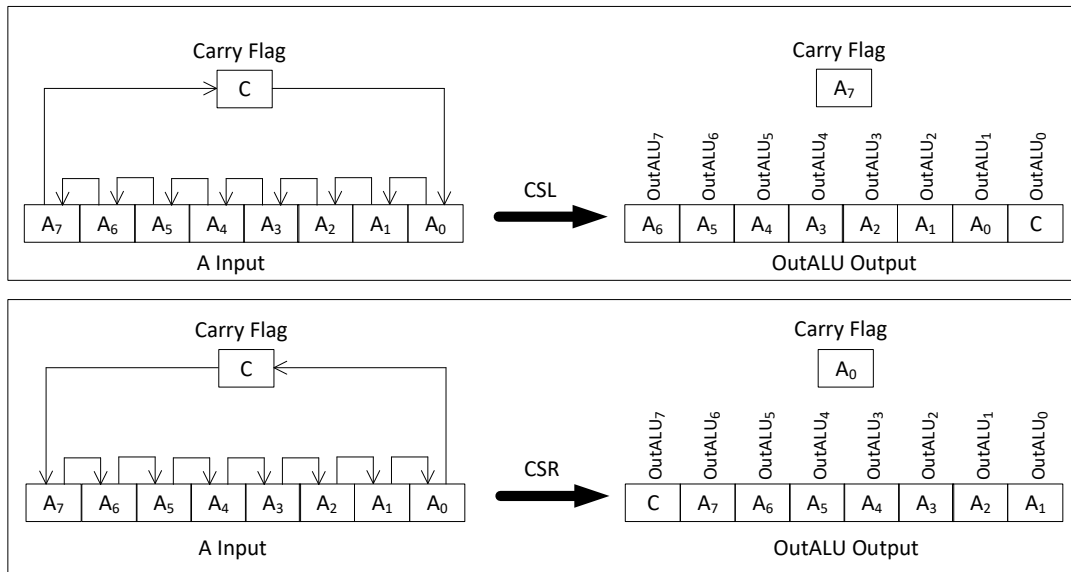 Carry Flag
C
A₇ A₆ A₅ A₄ A₃ A₂ A₁ A₀
A Input
CSL
Carry Flag
A₇
OutALU₇ OutALU₆ OutALU₅ OutALU₄ OutALU₃ OutALU₂ OutALU₁ OutALU₀
A₆ A₅ A₄ A₃ A₂ A₁ A₀ C
OutALU Output
Carry Flag
C
A₇ A₆ A₅ A₄ A₃ A₂ A₁ A₀
A Input
CSR
Carry Flag
A₀
OutALU₇ OutALU₆ OutALU₅ OutALU₄ OutALU₃ OutALU₂ OutALU₁ OutALU₀
C A₇ A₆ A₅ A₄ A₃ A₂ A₁
OutALU Output